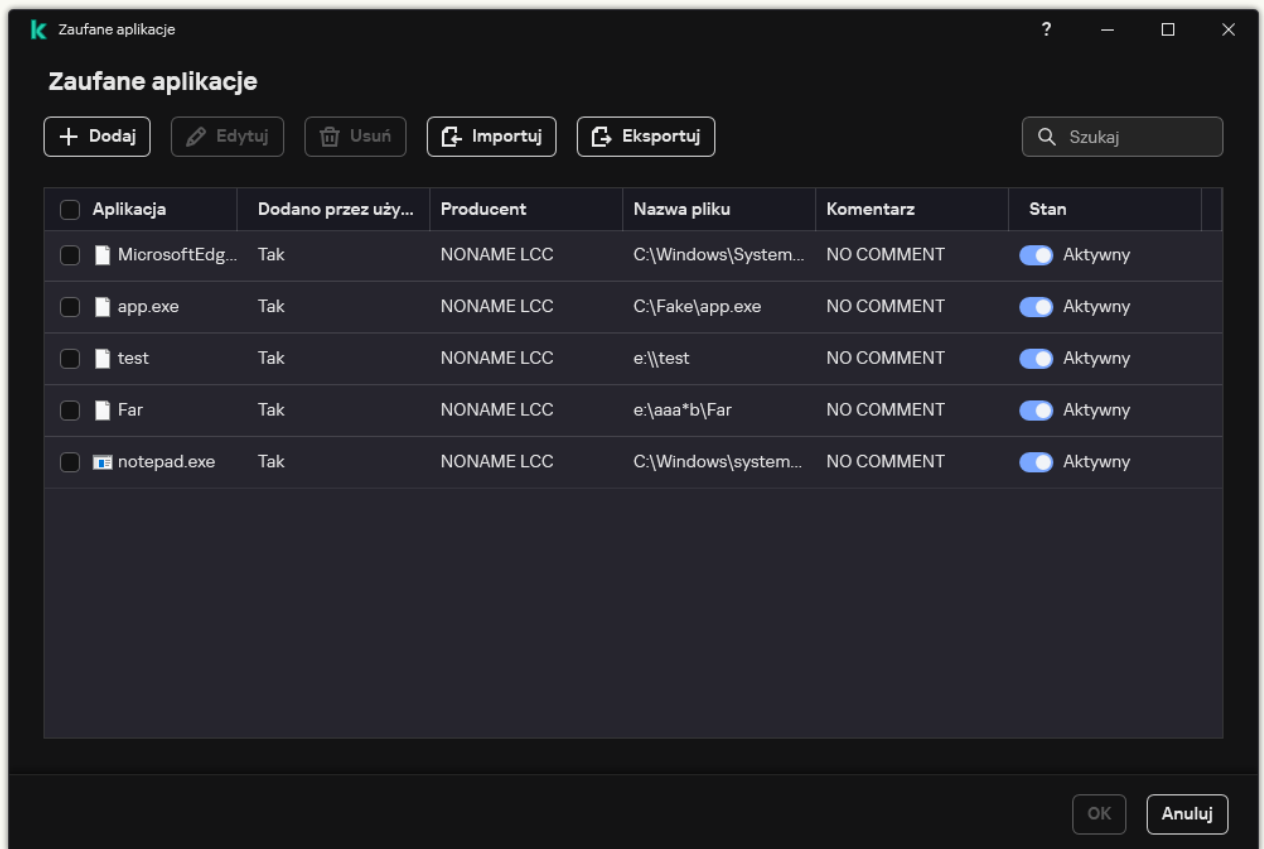 Zaufane aplikacje ?
Zaufane aplikacje
Dodaj Edytuj Usuń Importuj Eksportuj Szukaj
Aplikacja Dodano przez uży... Producent Nazwa pliku Komentarz Stan
MicrosoftEdg... Tak NONAME LCC C:\Windows\System... NO COMMENT Aktywny
app.exe Tak NONAME LCC C:\Fake\app.exe NO COMMENT Aktywny
test Tak NONAME LCC e:\\test NO COMMENT Aktywny
Far Tak NONAME LCC e:\aaa*b\Far NO COMMENT Aktywny
notepad.exe Tak NONAME LCC C:\Windows\system... NO COMMENT Aktywny
OK Anuluj